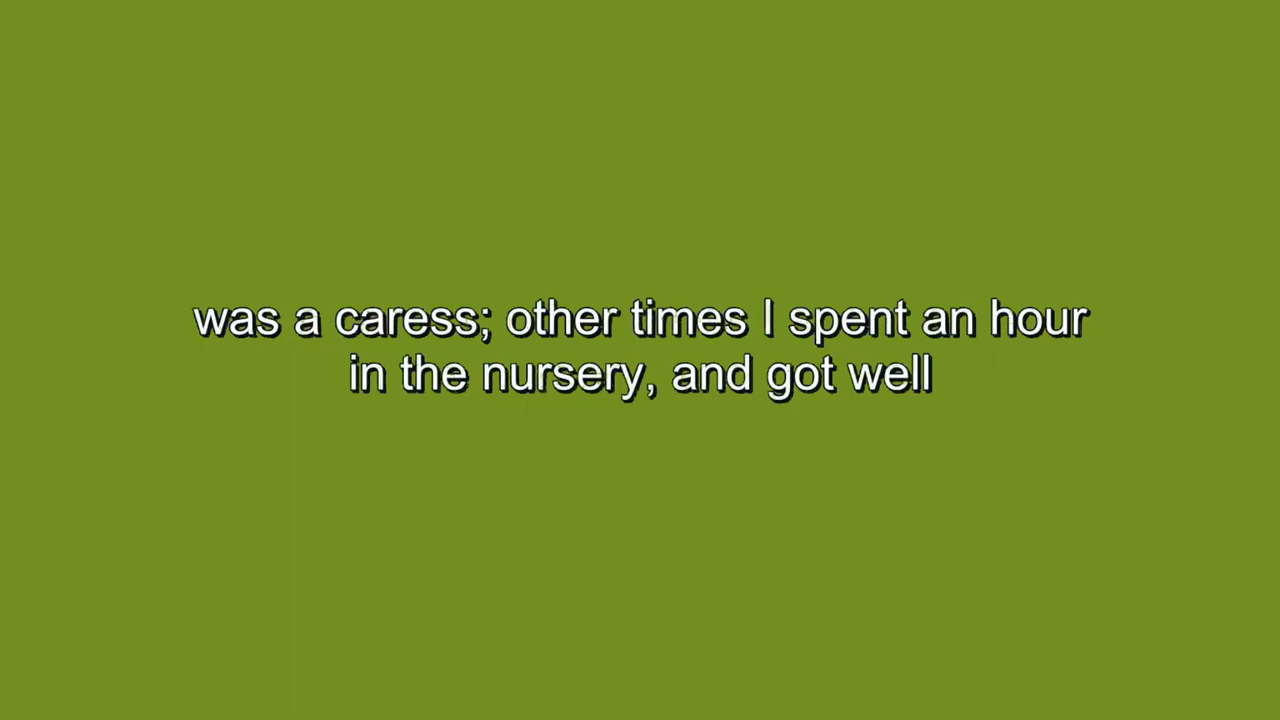 was a caress; other times I spent an hour
in the nursery, and got well